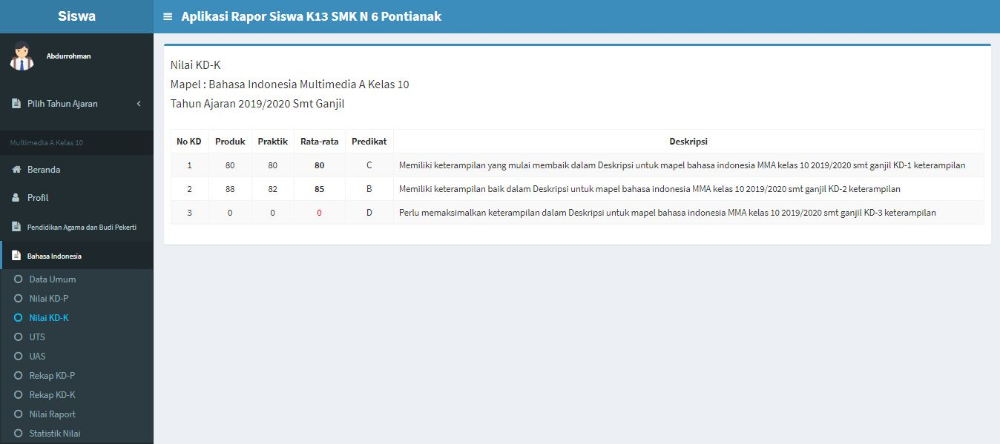 Siswa
Aplikasi Rapor Siswa K13 SMK N 6 Pontianak
Abdurrohman
Pilih Tahun Ajaran
Multimedia A Kelas 10
Beranda
Profil
Pendidikan Agama dan Budi Pekerti
Bahasa Indonesia
Data Umum
Nilai KD-P
Nilai KD-K
UTS
UAS
Rekap KD-P
Rekap KD-K
Nilai Raport
Statistik Nilai
Nilai KD-K
Mapel : Bahasa Indonesia Multimedia A Kelas 10
Tahun Ajaran 2019/2020 Smt Ganjil
No KD Produk Praktik Rata-rata Predikat Deskripsi
1 80 80 80 C Memiliki keterampilan yang mulai membaik dalam Deskripsi untuk mapel bahasa indonesia MMA kelas 10 2019/2020 smt ganjil KD-1 keterampilan
2 88 82 85 B Memiliki keterampilan baik dalam Deskripsi untuk mapel bahasa indonesia MMA kelas 10 2019/2020 smt ganjil KD-2 keterampilan
3 0 0 0 D Perlu memaksimalkan keterampilan dalam Deskripsi untuk mapel bahasa indonesia MMA kelas 10 2019/2020 smt ganjil KD-3 keterampilan